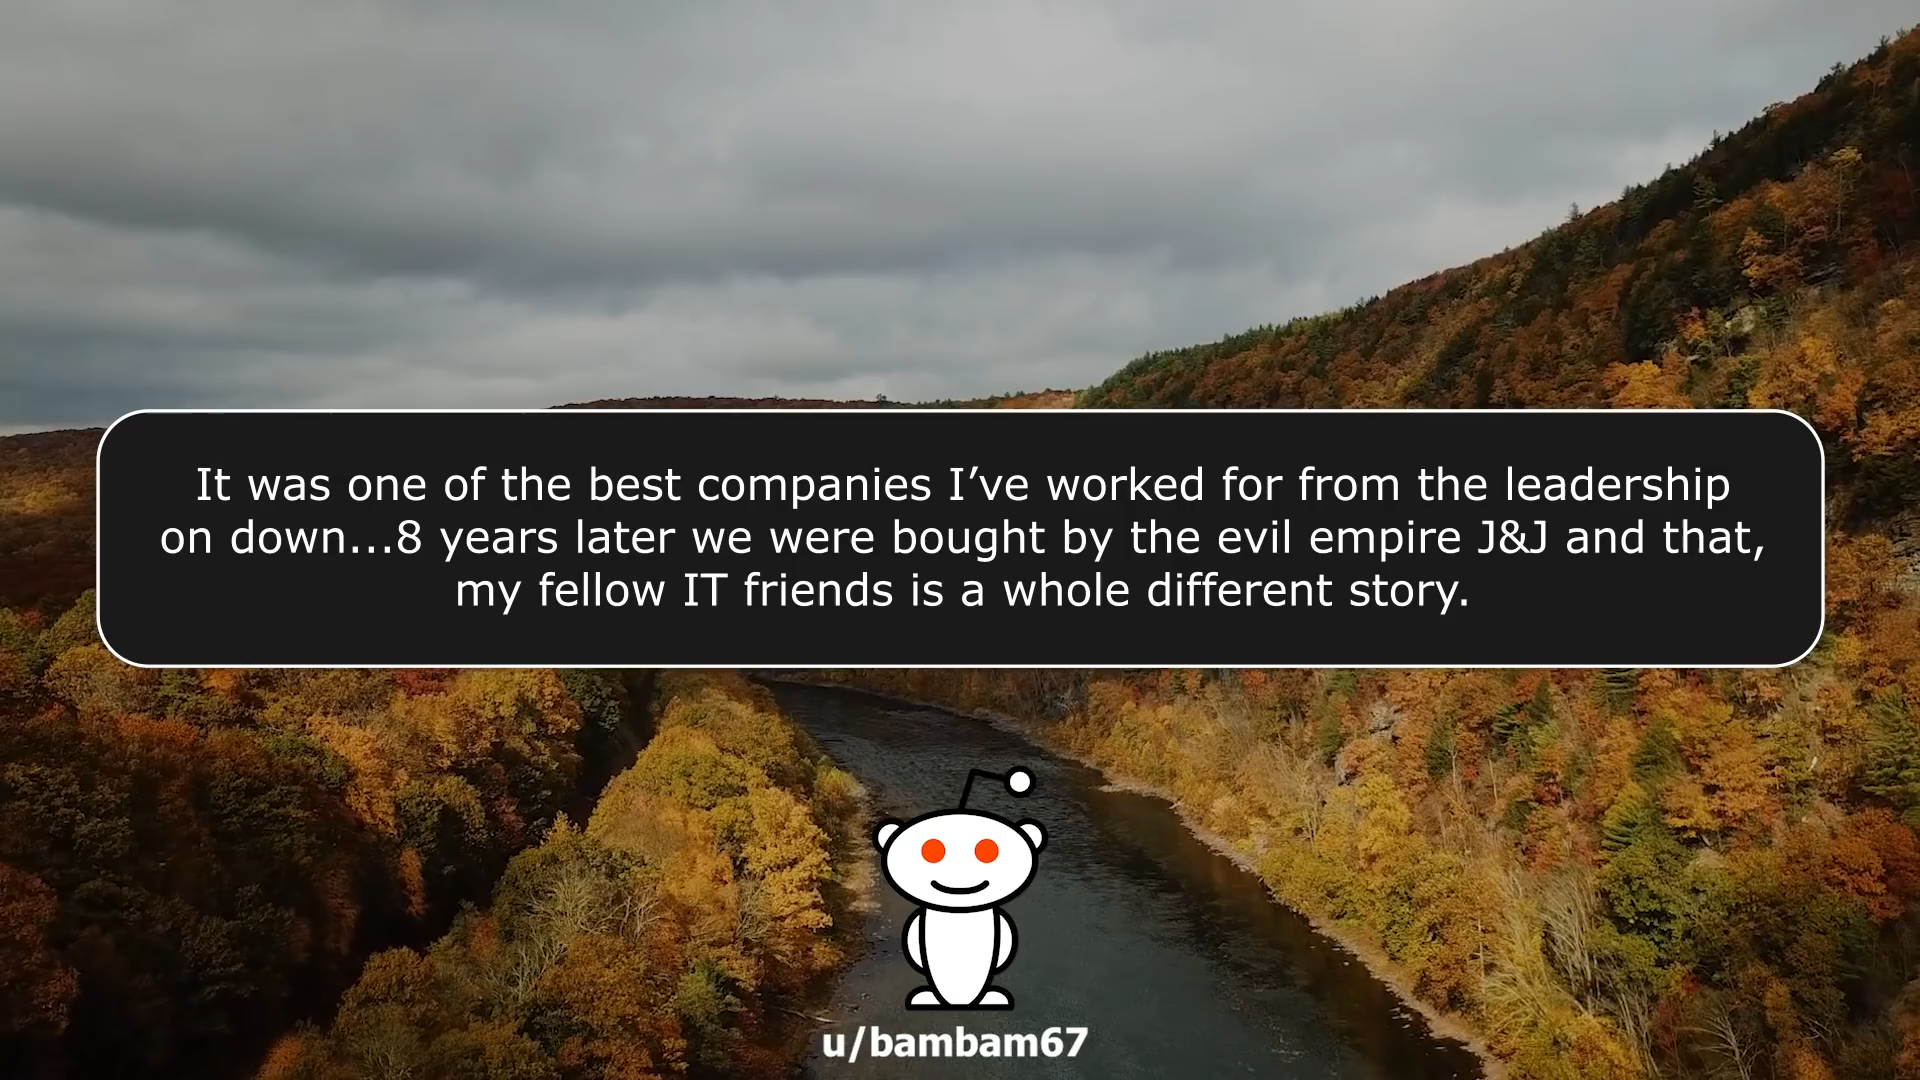 It was one of the best companies I’ve worked for from the leadership
on down...8 years later we were bought by the evil empire J&J and that,
my fellow IT friends is a whole different story.
u/bambam67